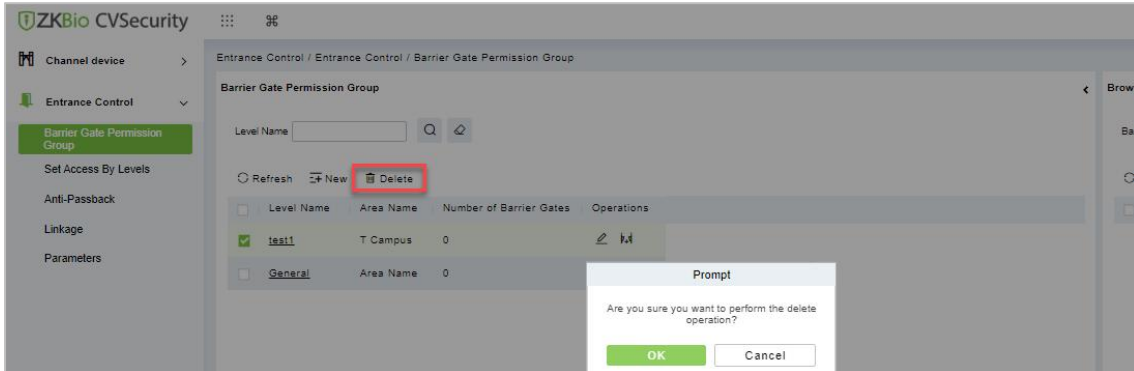 ZKBio CVSecurity
Channel device
Entrance Control
Barrier Gate Permission
Group
Set Access By Levels
Anti-Passback
Linkage
Parameters
Entrance Control / Entrance Control / Barrier Gate Permission Group
Barrier Gate Permission Group
Level Name
Refresh New Delete
Level Name Area Name Number of Barrier Gates Operations
test1 T Campus 0
General Area Name 0
Prompt
Are you sure you want to perform the delete
operation?
OK Cancel
Brow
Ba